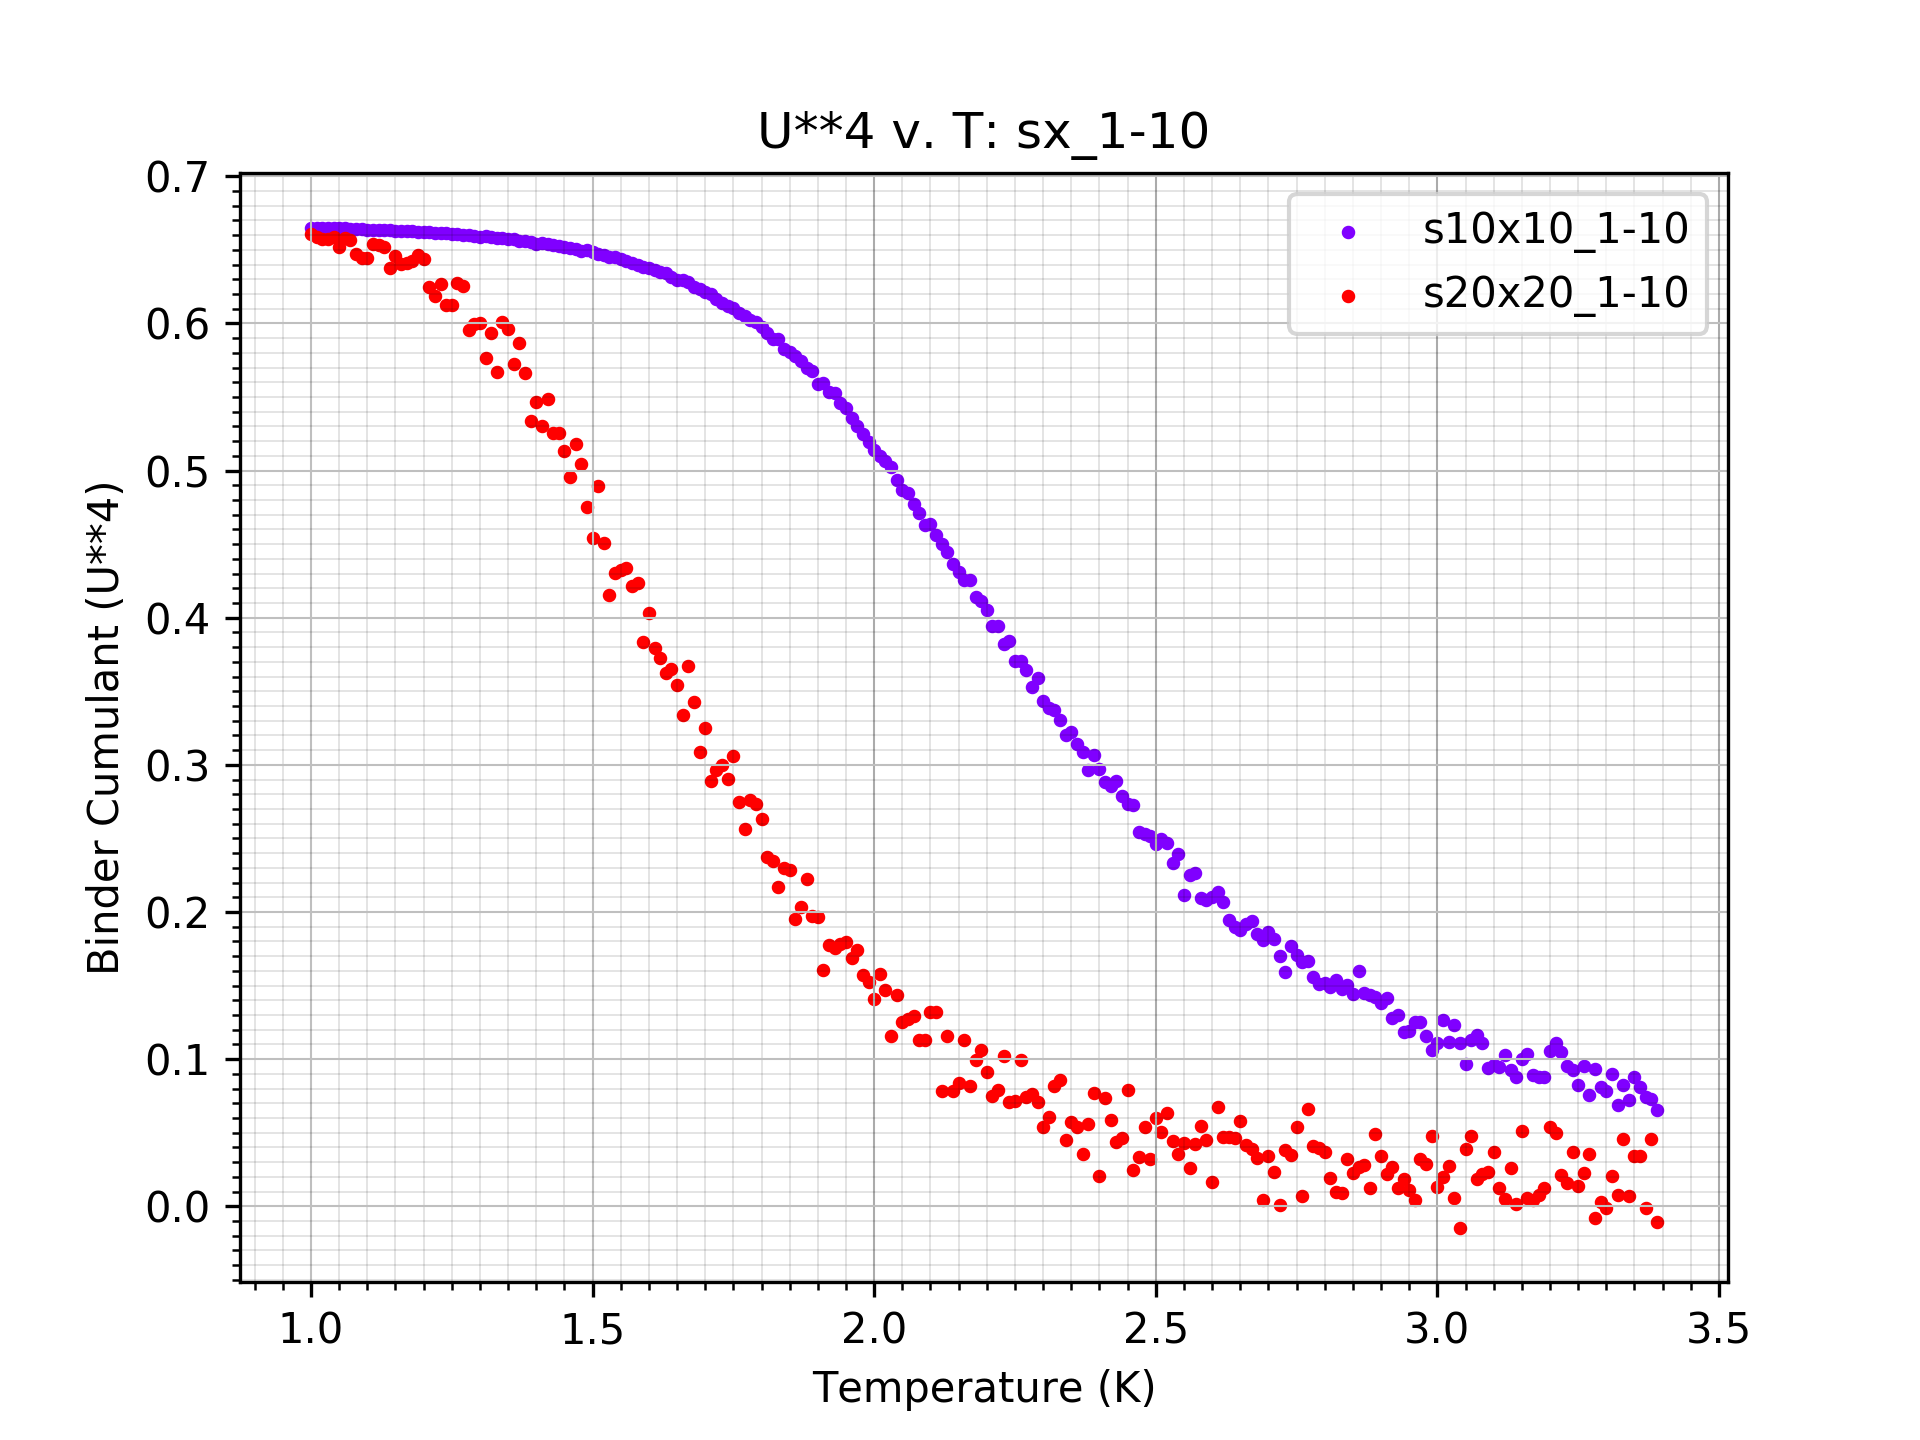 U**4 v. T: sx_1-10
s10x10_1-10
s20x20_1-10
Binder Cumulant (U**4)
0.7
0.6
0.5
0.4
0.3
0.2
0.1
0.0
1.0 1.5 2.0 2.5 3.0 3.5
Temperature (K)